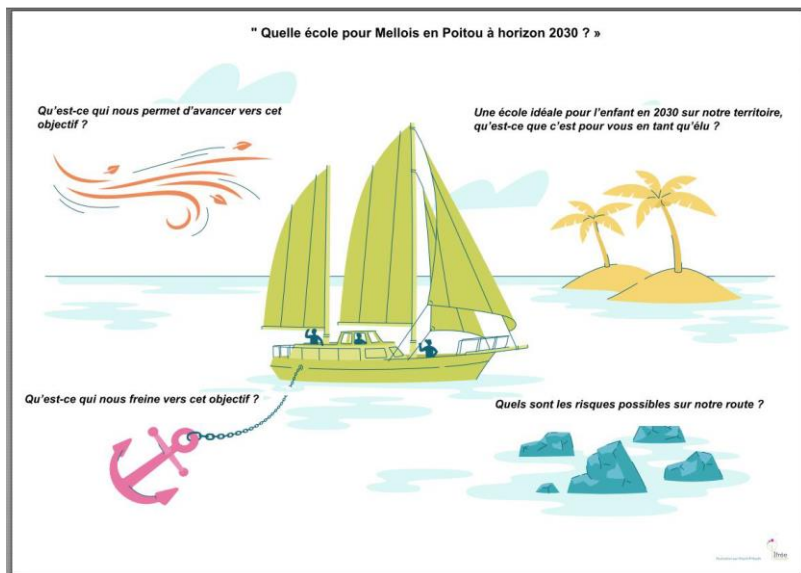 " Quelle école pour Mellois en Poitou à horizon 2030 ? »
Qu'est-ce qui nous permet d'avancer vers cet
objectif ?
Une école idéale pour l'enfant en 2030 sur notre territoire,
qu'est-ce que c'est pour vous en tant qu'élu ?
Qu'est-ce qui nous freine vers cet objectif ?
Quels sont les risques possibles sur notre route ?